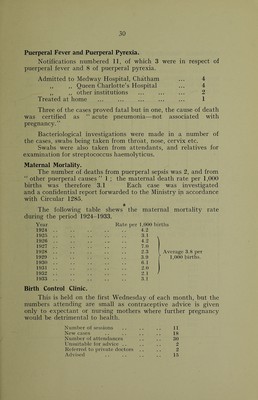 30
Puerperal Fever and Puerperal Pyrexia.
Notifications numbered 11, of which 3 were in respect of
puerperal fever and 8 of puerperal pyrexia.
Admitted to Medway Hospital, Chatham ... 4
„ „ Queen Charlotte's Hospital ... 4
„ „ other institutions ... ... ... 2
Treated at home ... ... ... ... ... 1
Three of the cases proved fatal but in one, the cause of death
was certified as "acute pneumonia—not associated with
pregnancy."
Bacteriological investigations were made in a number of
the cases, swabs being taken from throat, nose, cervix etc.
Swabs were also taken from attendants, and relatives for
examination for streptococcus haemolyticus.
Maternal Mortality.
The number of deaths from puerperal sepsis was 2, and from
"other puerperal causes" 1; the maternal death rate per 1,000
births was therefore 3.1 Each case was investigated
and a confidential report forwarded to the Ministry in accordance
with Circular 1285.
The following table shews the maternal mortality rate
during the period 1924–1933.
Year Rate per 1,000 births
1924 .. .. .. .. 4.2
1925 .. .. .. .. 3.1
1926 .. .. .. .. 4.2
1927 .. .. .. .. 7.0
1928 .. .. .. .. 2.3 Average 3.8 per
1929 .. .. .. .. 3.8 1,000 births.
1930 .. .. .. .. 6.1
1931 .. .. .. .. 2.0
1932 .. .. .. .. 2.1
1933 .. .. .. .. 3.1
Birth Control Clinic.
This is held on the first Wednesday of each month, but the
numbers attending are small as contraceptive advice is given
only to expectant or nursing mothers where further pregnancy
would be detrimental to health.
Number of sessions .. .. .. 11
New cases .. .. .. .. 18
Number of attendances .. .. 30
Unsuitable for advice .. .. .. 2
Referred to private doctors .. .. 2
Advised .. .. .. .. 13